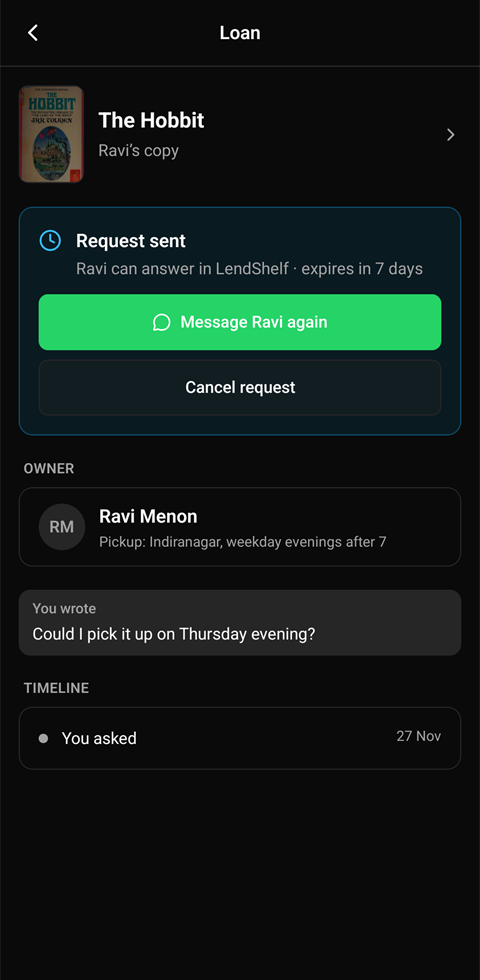 Loan
THE
HOBBIT
J.R.R. TOLKIEN
The Hobbit
Ravi's copy
Request sent
Ravi can answer in LendShelf · expires in 7 days
Message Ravi again
Cancel request
OWNER
RM
Ravi Menon
Pickup: Indiranagar, weekday evenings after 7
You wrote
Could I pick it up on Thursday evening?
TIMELINE
You asked
27 Nov